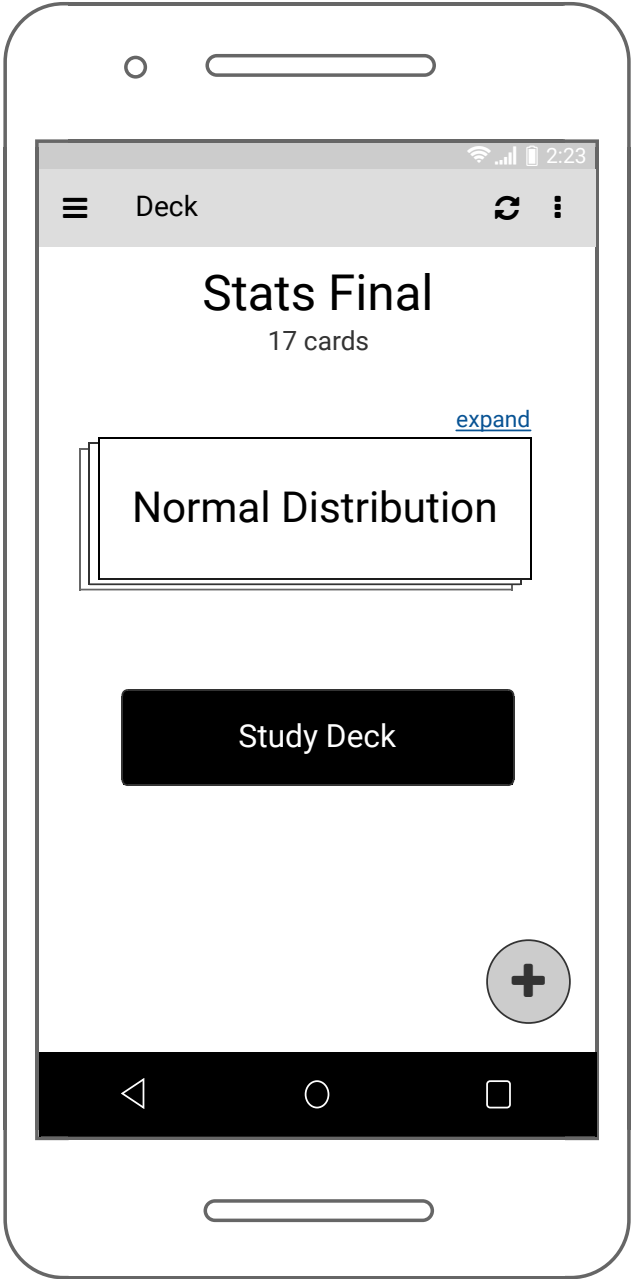 2:23
Deck
Stats Final
17 cards
expand
Normal Distribution
Study Deck